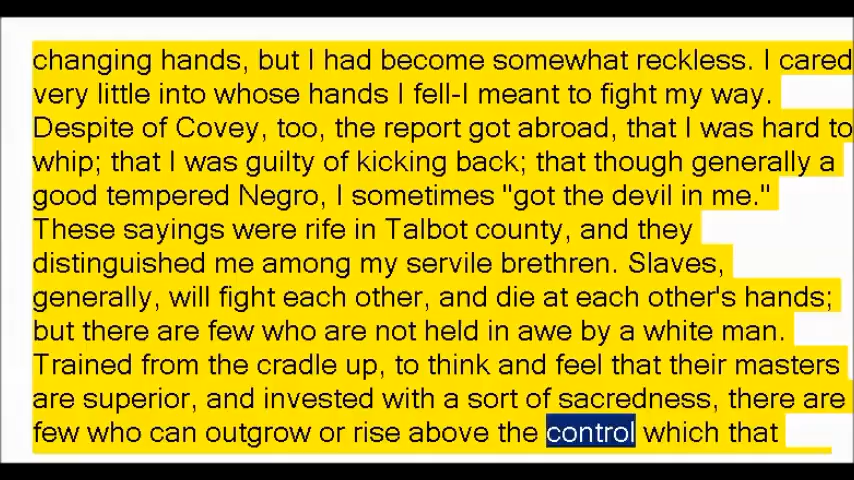 changing hands, but I had become somewhat reckless. I cared
very little into whose hands I fell-I meant to fight my way.
Despite of Covey, too, the report got abroad, that I was hard to
whip; that I was guilty of kicking back; that though generally a
good tempered Negro, I sometimes "got the devil in me."
These sayings were rife in Talbot county, and they
distinguished me among my servile brethren. Slaves,
generally, will fight each other, and die at each other's hands;
but there are few who are not held in awe by a white man.
Trained from the cradle up, to think and feel that their masters
are superior, and invested with a sort of sacredness, there are
few who can outgrow or rise above the control which that